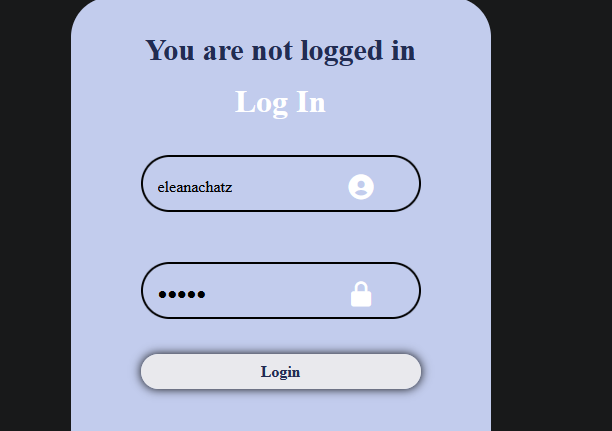 You are not logged in
Log In
eleanachatz
●●●●●
Login